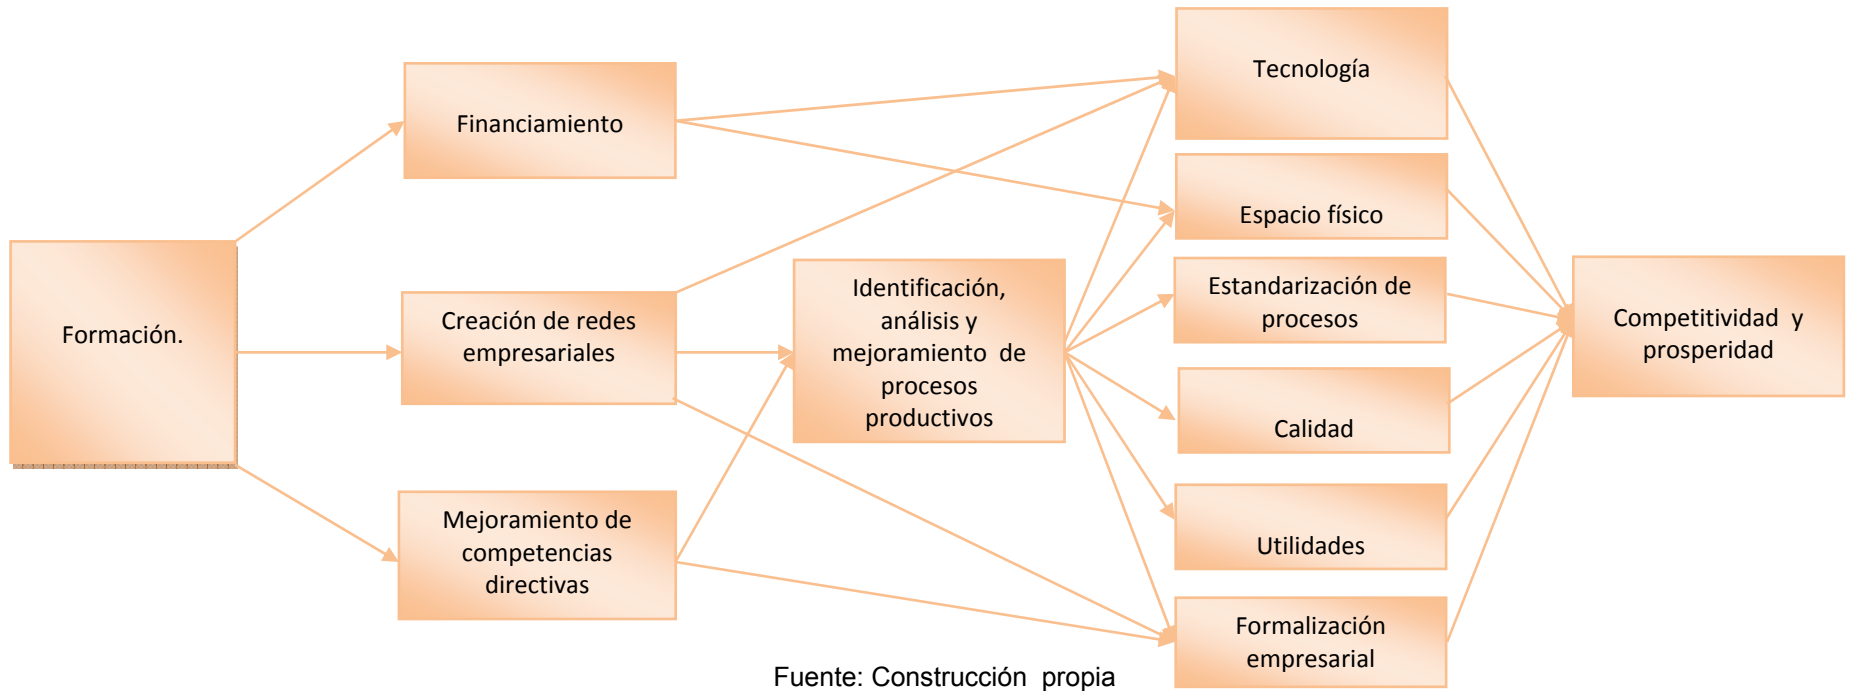 Formación.
Financiamiento
Creación de redes
empresariales
Mejoramiento de
competencias
directivas
Identificación,
análisis y
mejoramiento de
procesos
productivos
Tecnología
Espacio físico
Estandarización de
procesos
Calidad
Utilidades
Formalización
empresarial
Competitividad y
prosperidad
Fuente: Construcción propia